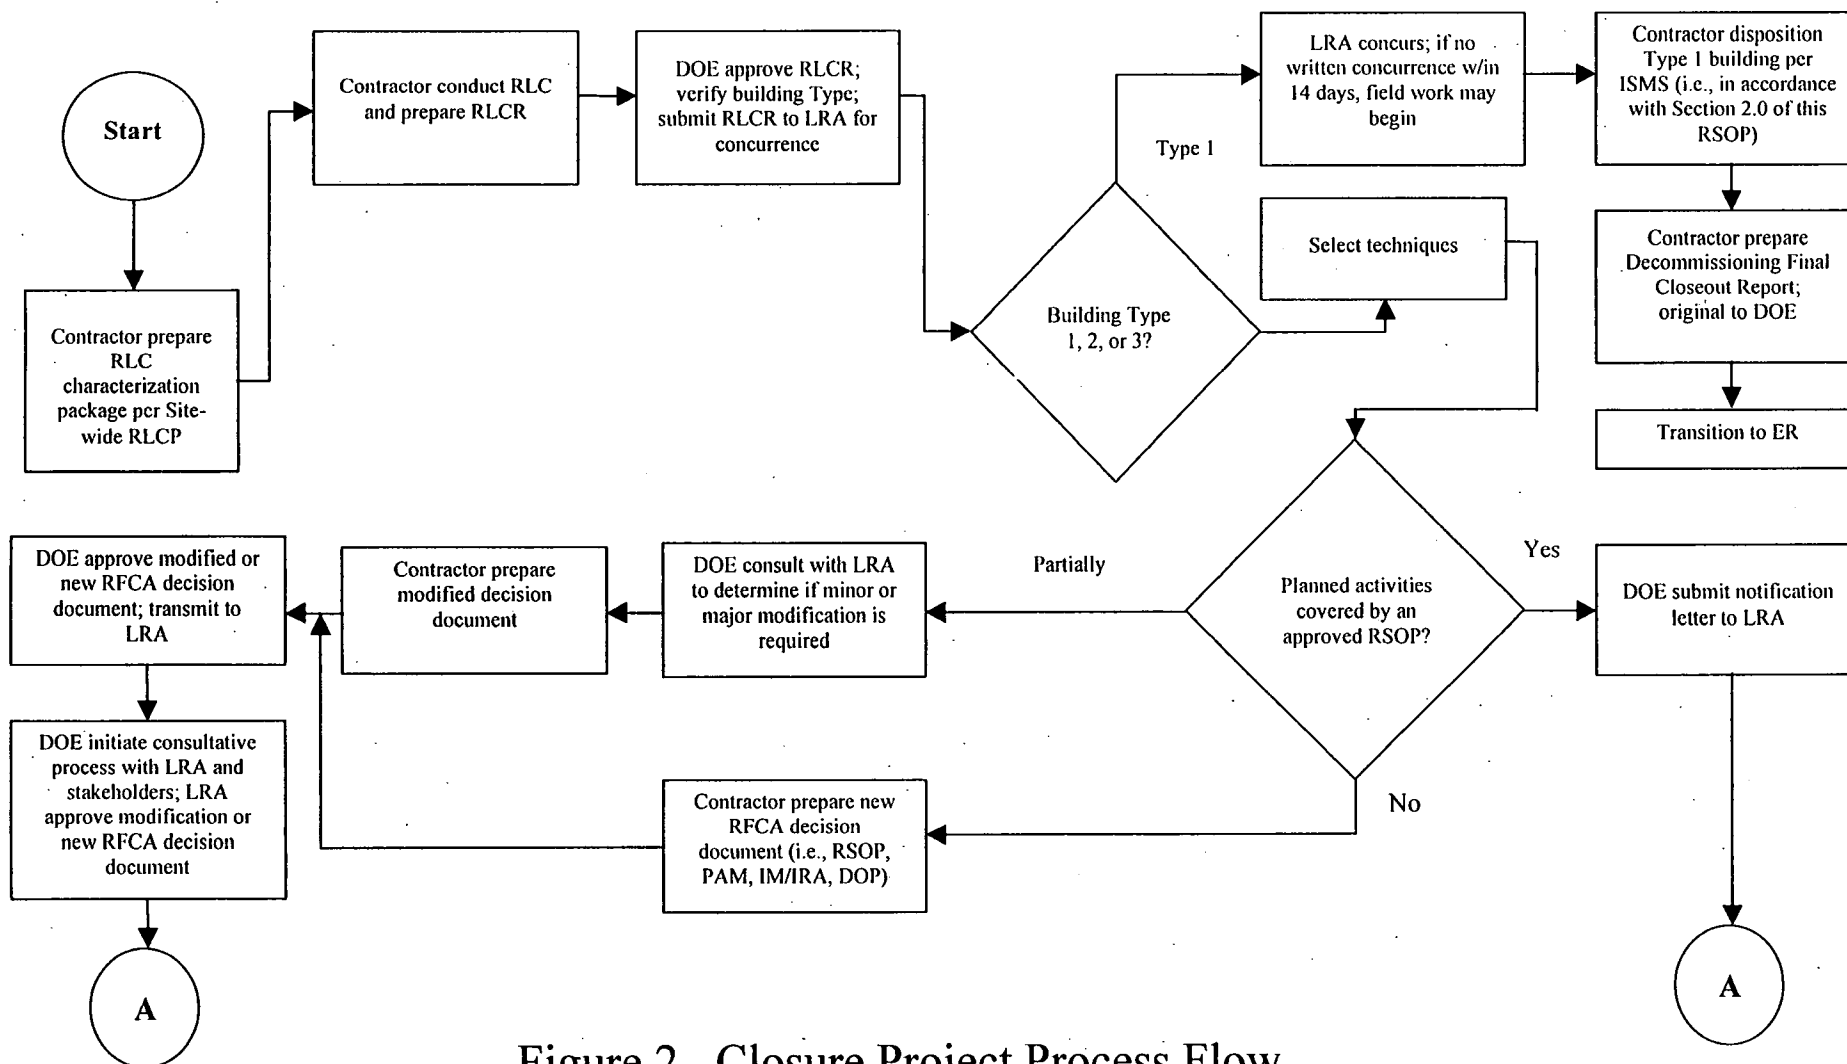 Start
Contractor prepare
RLC
characterization
package per Site-
wide RLCP
Contractor conduct RLC
and prepare RLCR
DOE approve RLCR;
verify building Type;
submit RLCR to LRA for
concurrence
Building Type
1, 2, or 3?
Type 1
LRA concurs; if no
written concurrence w/in
14 days, field work may
begin
Contractor disposition
Type 1 building per
ISMS (i.e., in accordance
with Section 2.0 of this
RSOP)
Contractor prepare
Decommissioning Final
Closeout Report;
original to DOE
Transition to ER
Select techniques
Planned activities
covered by an
approved RSOP?
Yes
DOE submit notification
letter to LRA
A
Partially
DOE consult with LRA
to determine if minor or
major modification is
required
Contractor prepare
modified decision
document
No
Contractor prepare new
RFCA decision
document (i.e., RSOP,
PAM, IM/IRA, DOP)
DOE approve modified or
new RFCA decision
document; transmit to
LRA
DOE initiate consultative
process with LRA and
stakeholders; LRA
approve modification or
new RFCA decision
document
A
Figure 2 Closure Project Process Flow